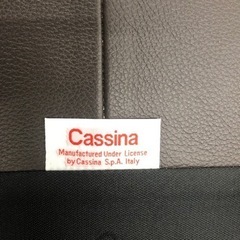 Cassina
Manufactured Under License
by Cassina S.p.A. Italy